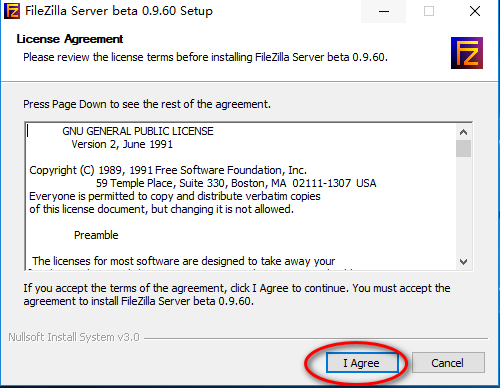 FileZilla Server beta 0.9.60 Setup
License Agreement
Please review the license terms before installing FileZilla Server beta 0.9.60.
Fz
Press Page Down to see the rest of the agreement.
GNU GENERAL PUBLIC LICENSE
Version 2, June 1991
Copyright (C) 1989, 1991 Free Software Foundation, Inc.
59 Temple Place, Suite 330, Boston, MA 02111-1307 USA
Everyone is permitted to copy and distribute verbatim copies
of this license document, but changing it is not allowed.
Preamble
The licenses for most software are designed to take away your
If you accept the terms of the agreement, click I Agree to continue. You must accept the
agreement to install FileZilla Server beta 0.9.60.
Nullsoft Install System v3.0
I Agree
Cancel